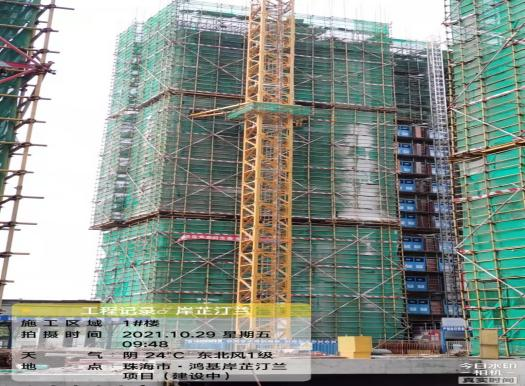 工程记录 岸芷汀兰
施工区域 1#楼
拍摄时间 2021.10.29 星期五
09:48
天气 阴 24℃ 东北风1级
地点 珠海市·鸿基岸芷汀兰
项目（建设中）
今日水印
相机
真实时间